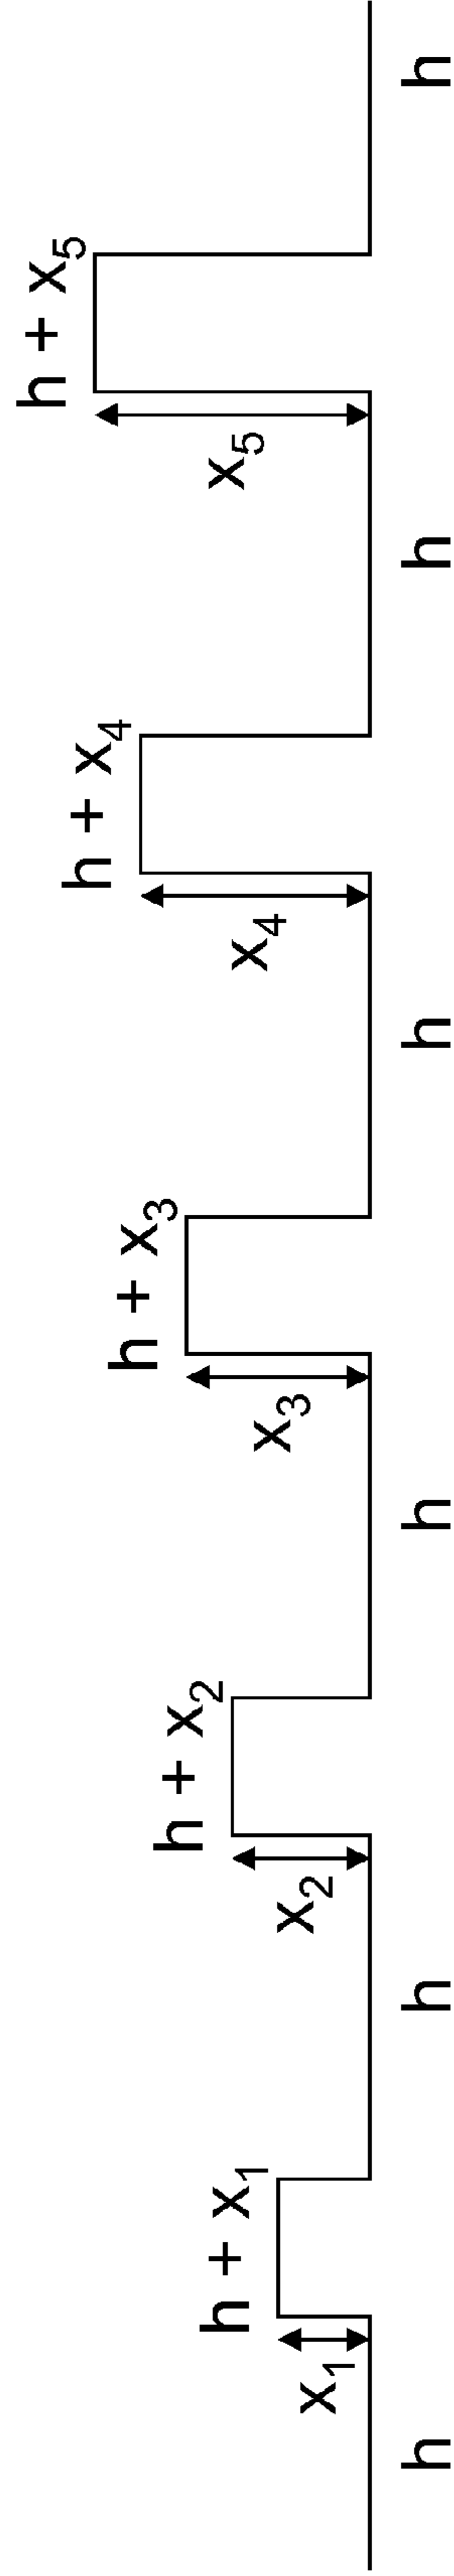 h + x₁
h + x₂
h + x₃
h + x₄
h + x₅
x₁
x₂
x₃
x₄
x₅
h
h
h
h
h
h